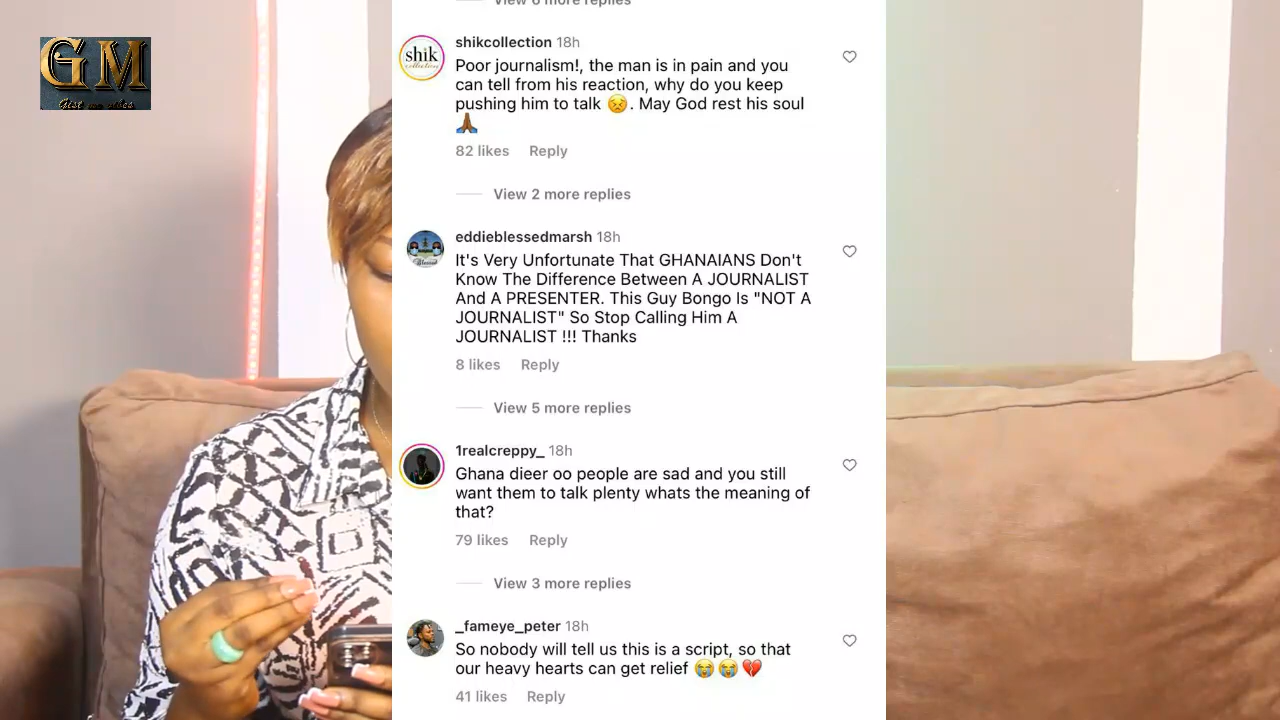 GM
Gist
View 6 more replies
shikcollection 18h
shik
Poor journalism!, the man is in pain and you
can tell from his reaction, why do you keep
pushing him to talk 😣. May God rest his soul
🙏🏾
82 likes Reply
View 2 more replies
eddieblessedmarsh 18h
It's Very Unfortunate That GHANAIANS Don't
Know The Difference Between A JOURNALIST
And A PRESENTER. This Guy Bongo Is "NOT A
JOURNALIST" So Stop Calling Him A
JOURNALIST !!! Thanks
8 likes Reply
View 5 more replies
1realcreppy_ 18h
Ghana dieer oo people are sad and you still
want them to talk plenty whats the meaning of
that?
79 likes Reply
View 3 more replies
_fameye_peter 18h
So nobody will tell us this is a script, so that
our heavy hearts can get relief 😭😭💔
41 likes Reply